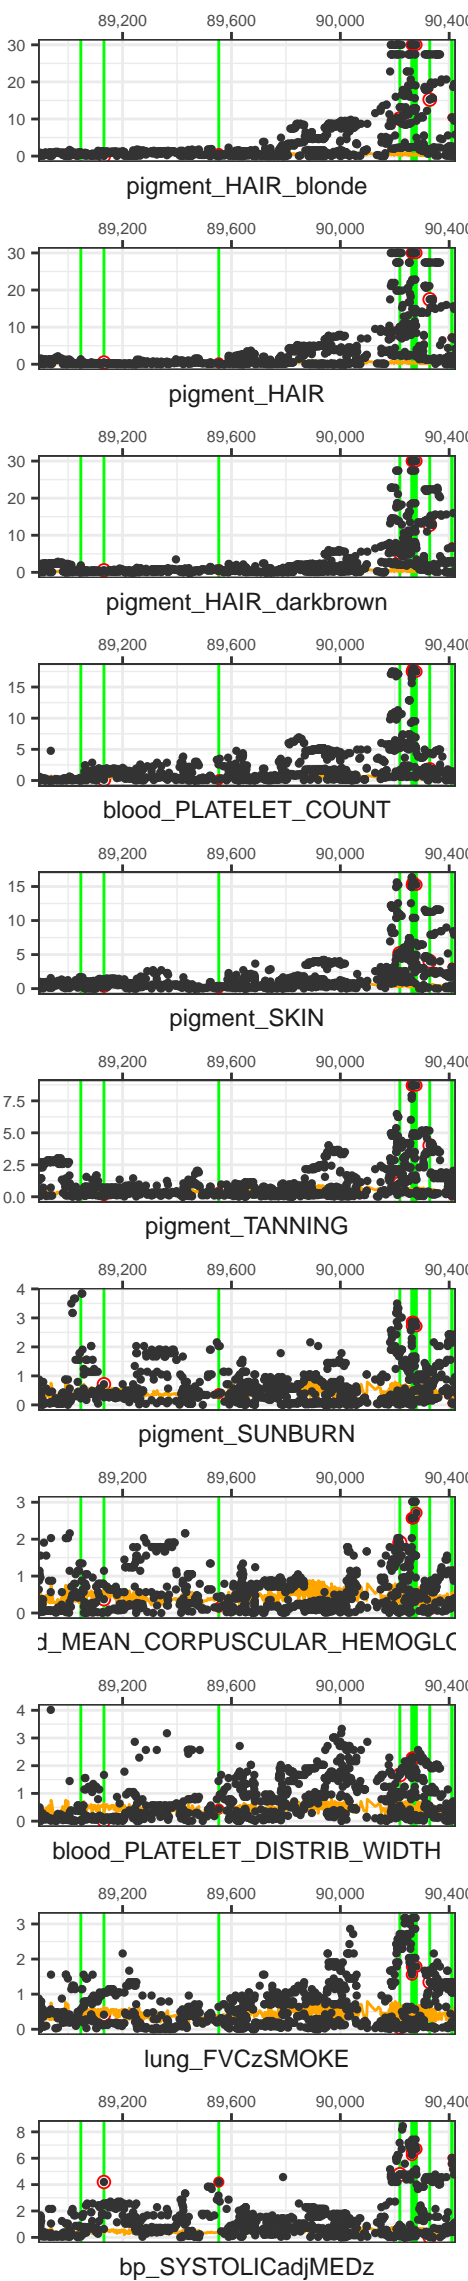 89,200 89,600 90,000 90,400
30
20
10
0
pigment_HAIR_blonde
89,200 89,600 90,000 90,400
30
20
10
0
pigment_HAIR
89,200 89,600 90,000 90,400
30
20
10
0
pigment_HAIR_darkbrown
89,200 89,600 90,000 90,400
15
10
5
0
blood_PLATELET_COUNT
89,200 89,600 90,000 90,400
15
10
5
0
pigment_SKIN
89,200 89,600 90,000 90,400
7.5
5.0
2.5
0.0
pigment_TANNING
89,200 89,600 90,000 90,400
4
3
2
1
0
pigment_SUNBURN
89,200 89,600 90,000 90,400
3
2
1
0
d_MEAN_CORPUSCULAR_HEMOGLO
89,200 89,600 90,000 90,400
4
3
2
1
0
blood_PLATELET_DISTRIB_WIDTH
89,200 89,600 90,000 90,400
3
2
1
0
lung_FVCzSMOKE
89,200 89,600 90,000 90,400
8
6
4
2
0
bp_SYSTOLICadjMEDz